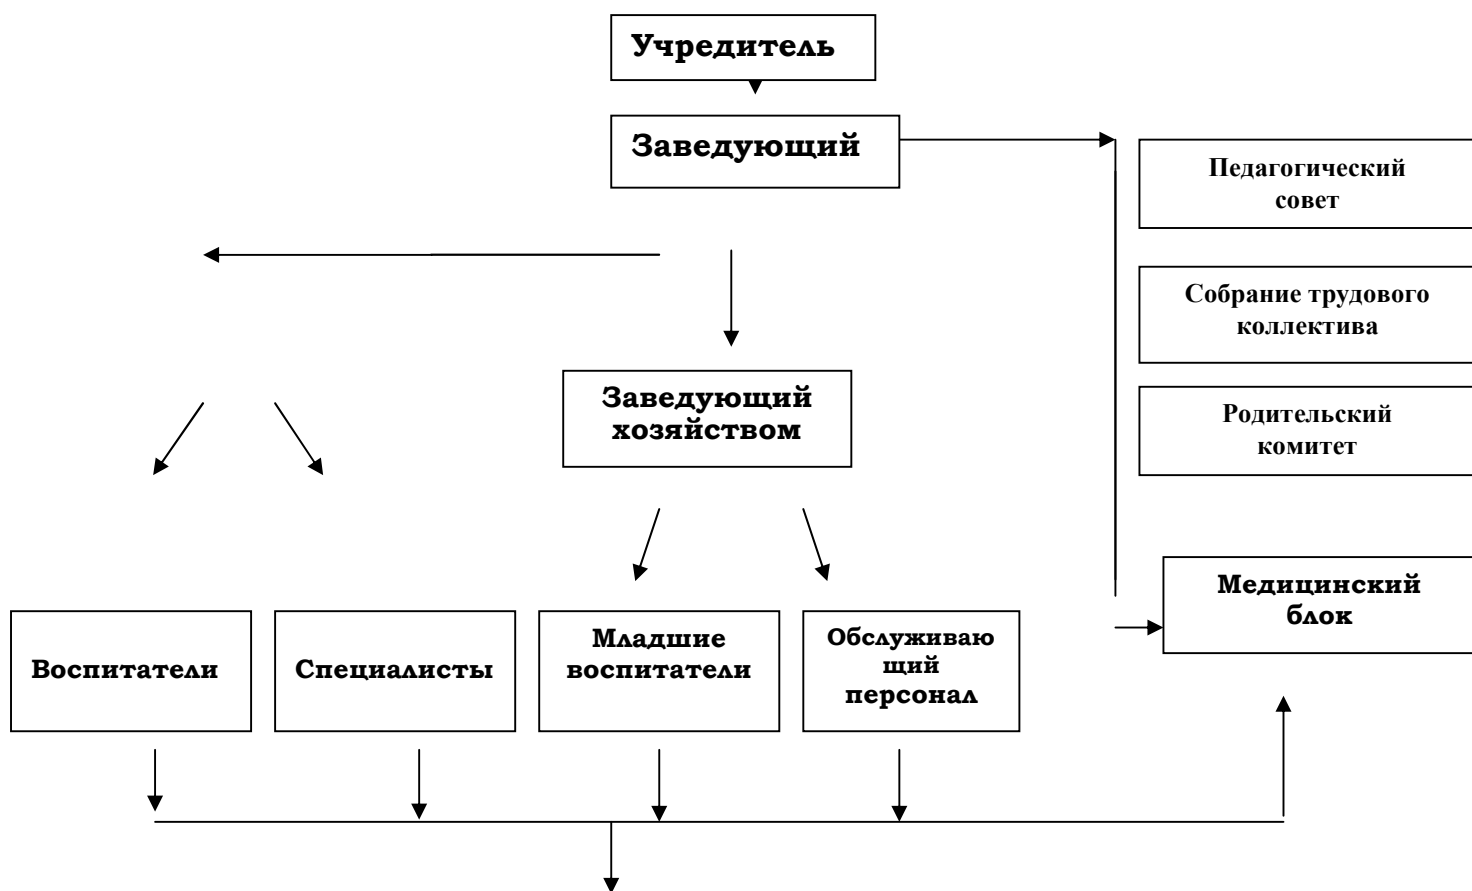 Учредитель
Заведующий
Педагогический
совет
Собрание трудового
коллектива
Родительский
комитет
Заведующий
хозяйством
Медицинский
блок
Воспитатели
Специалисты
Младшие
воспитатели
Обслуживаю
щий
персонал